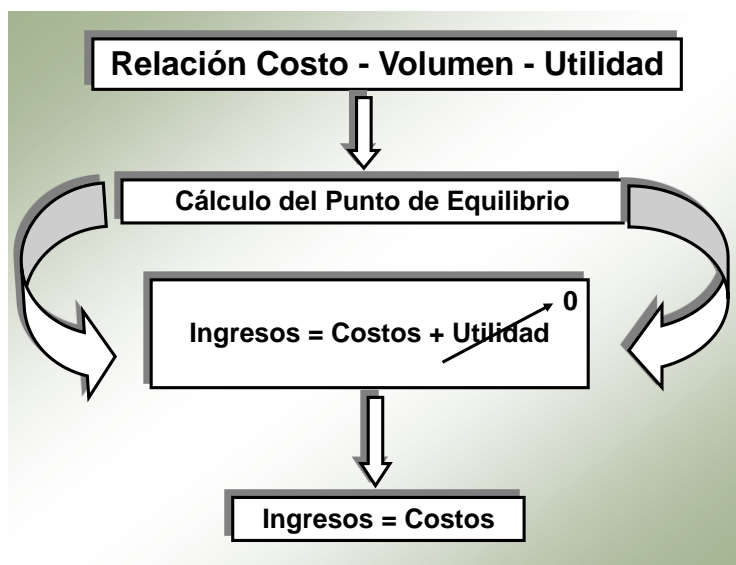 Relación Costo - Volumen - Utilidad
Cálculo del Punto de Equilibrio
0
Ingresos = Costos + Utilidad
Ingresos = Costos